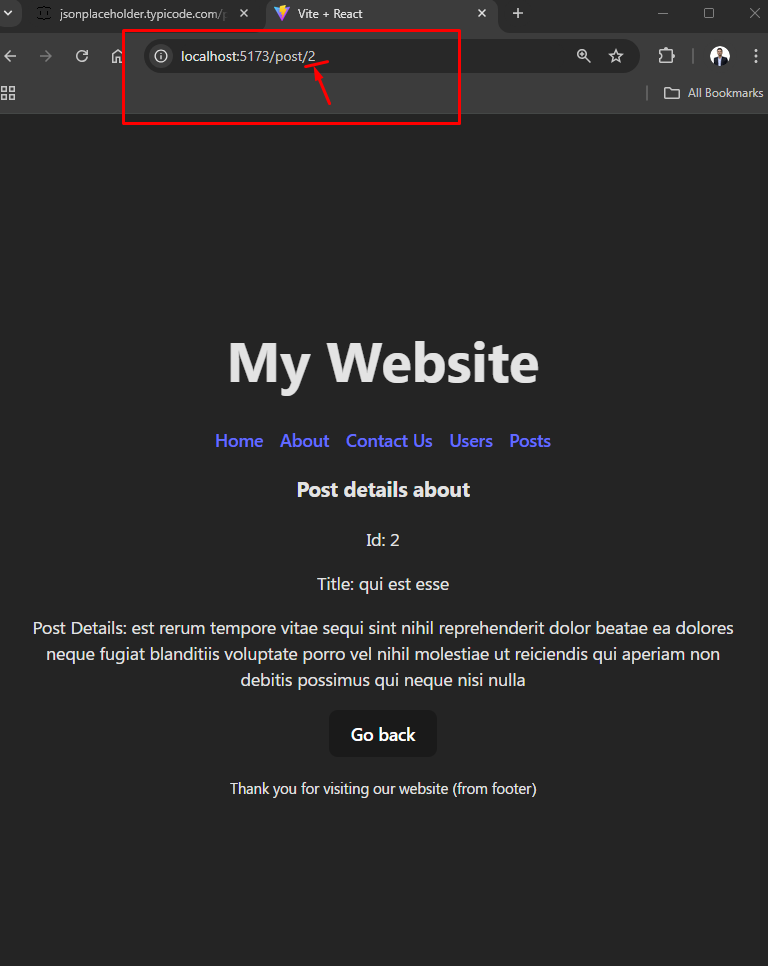 jsonplaceholder.typicode.com/p
Vite + React
localhost:5173/post/2
All Bookmarks
My Website
Home About Contact Us Users Posts
Post details about
Id: 2
Title: qui est esse
Post Details: est rerum tempore vitae sequi sint nihil reprehenderit dolor beatae ea dolores
neque fugiat blanditiis voluptate porro vel nihil molestiae ut reiciendis qui aperiam non
debitis possimus qui neque nisi nulla
Go back
Thank you for visiting our website (from footer)